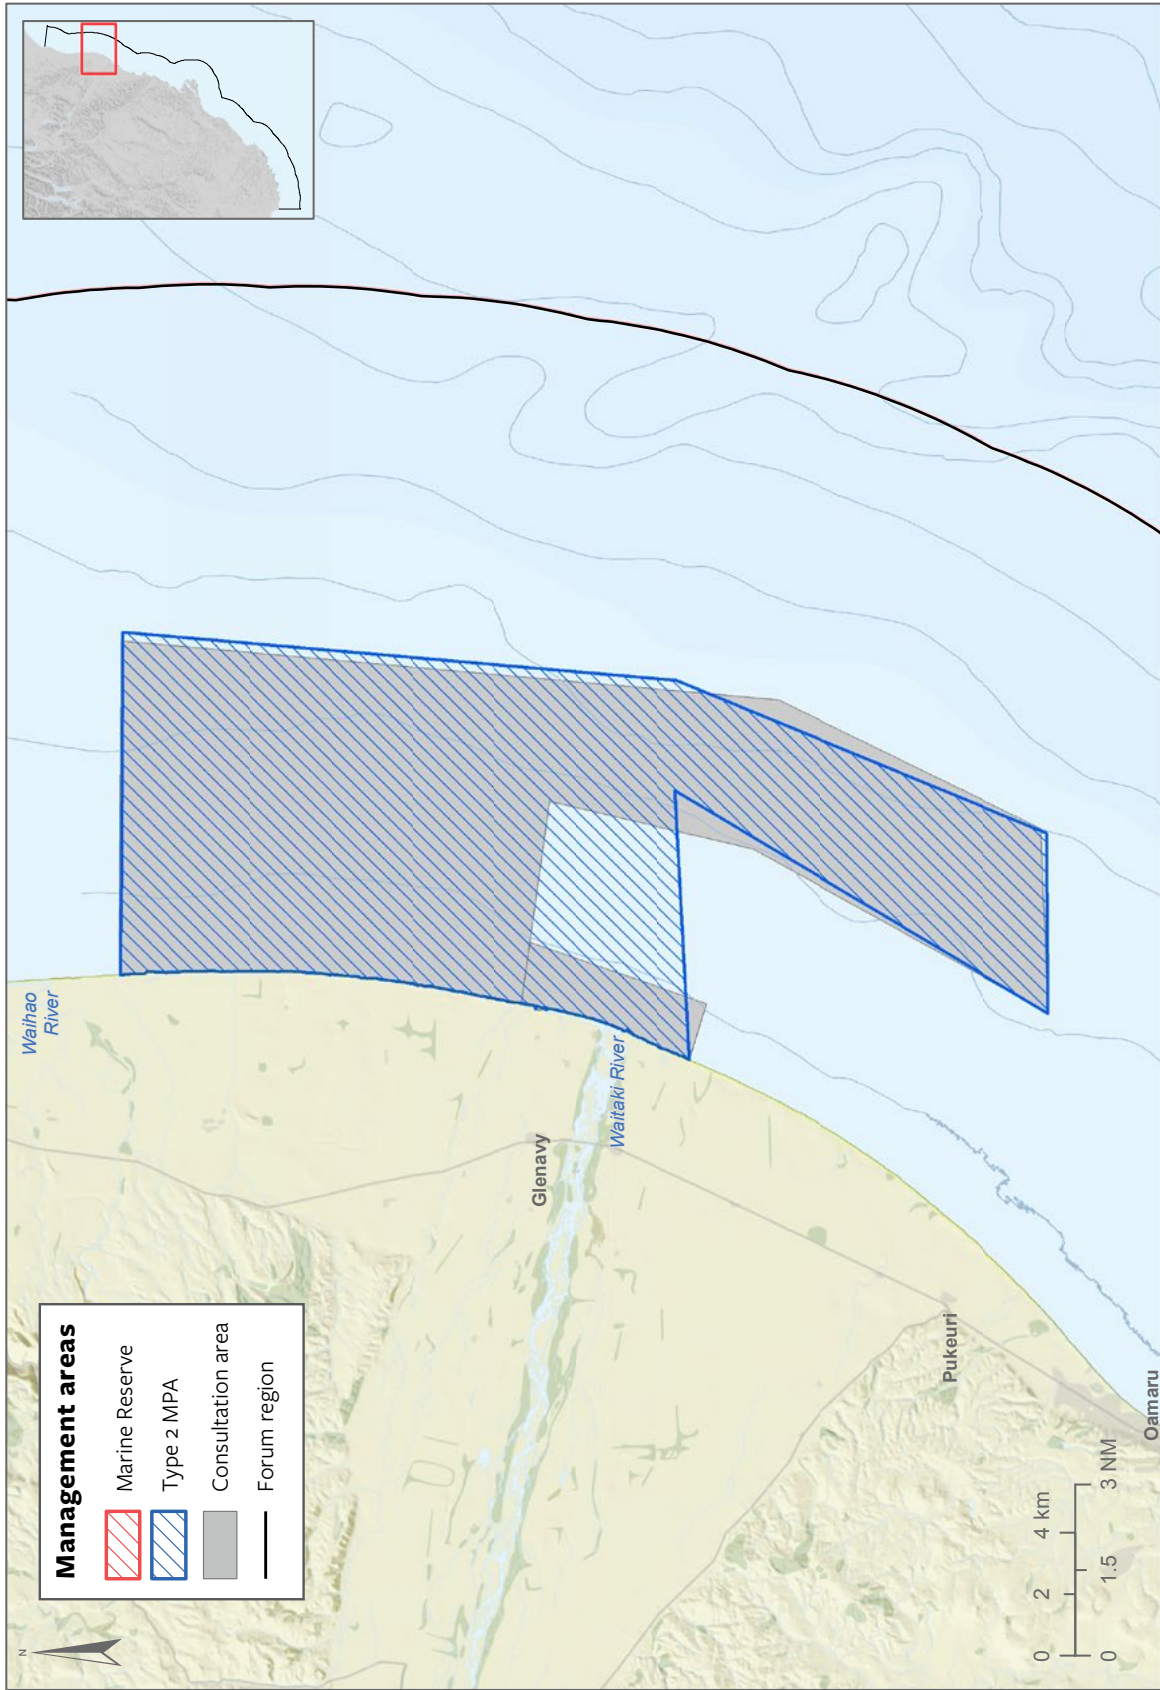 N
Management areas
Marine Reserve
Type 2 MPA
Consultation area
Forum region
Waihao
River
Glenavy
Waitaki River
Pukeuri
Oamaru
0 2 4 km
0 1.5 3 NM